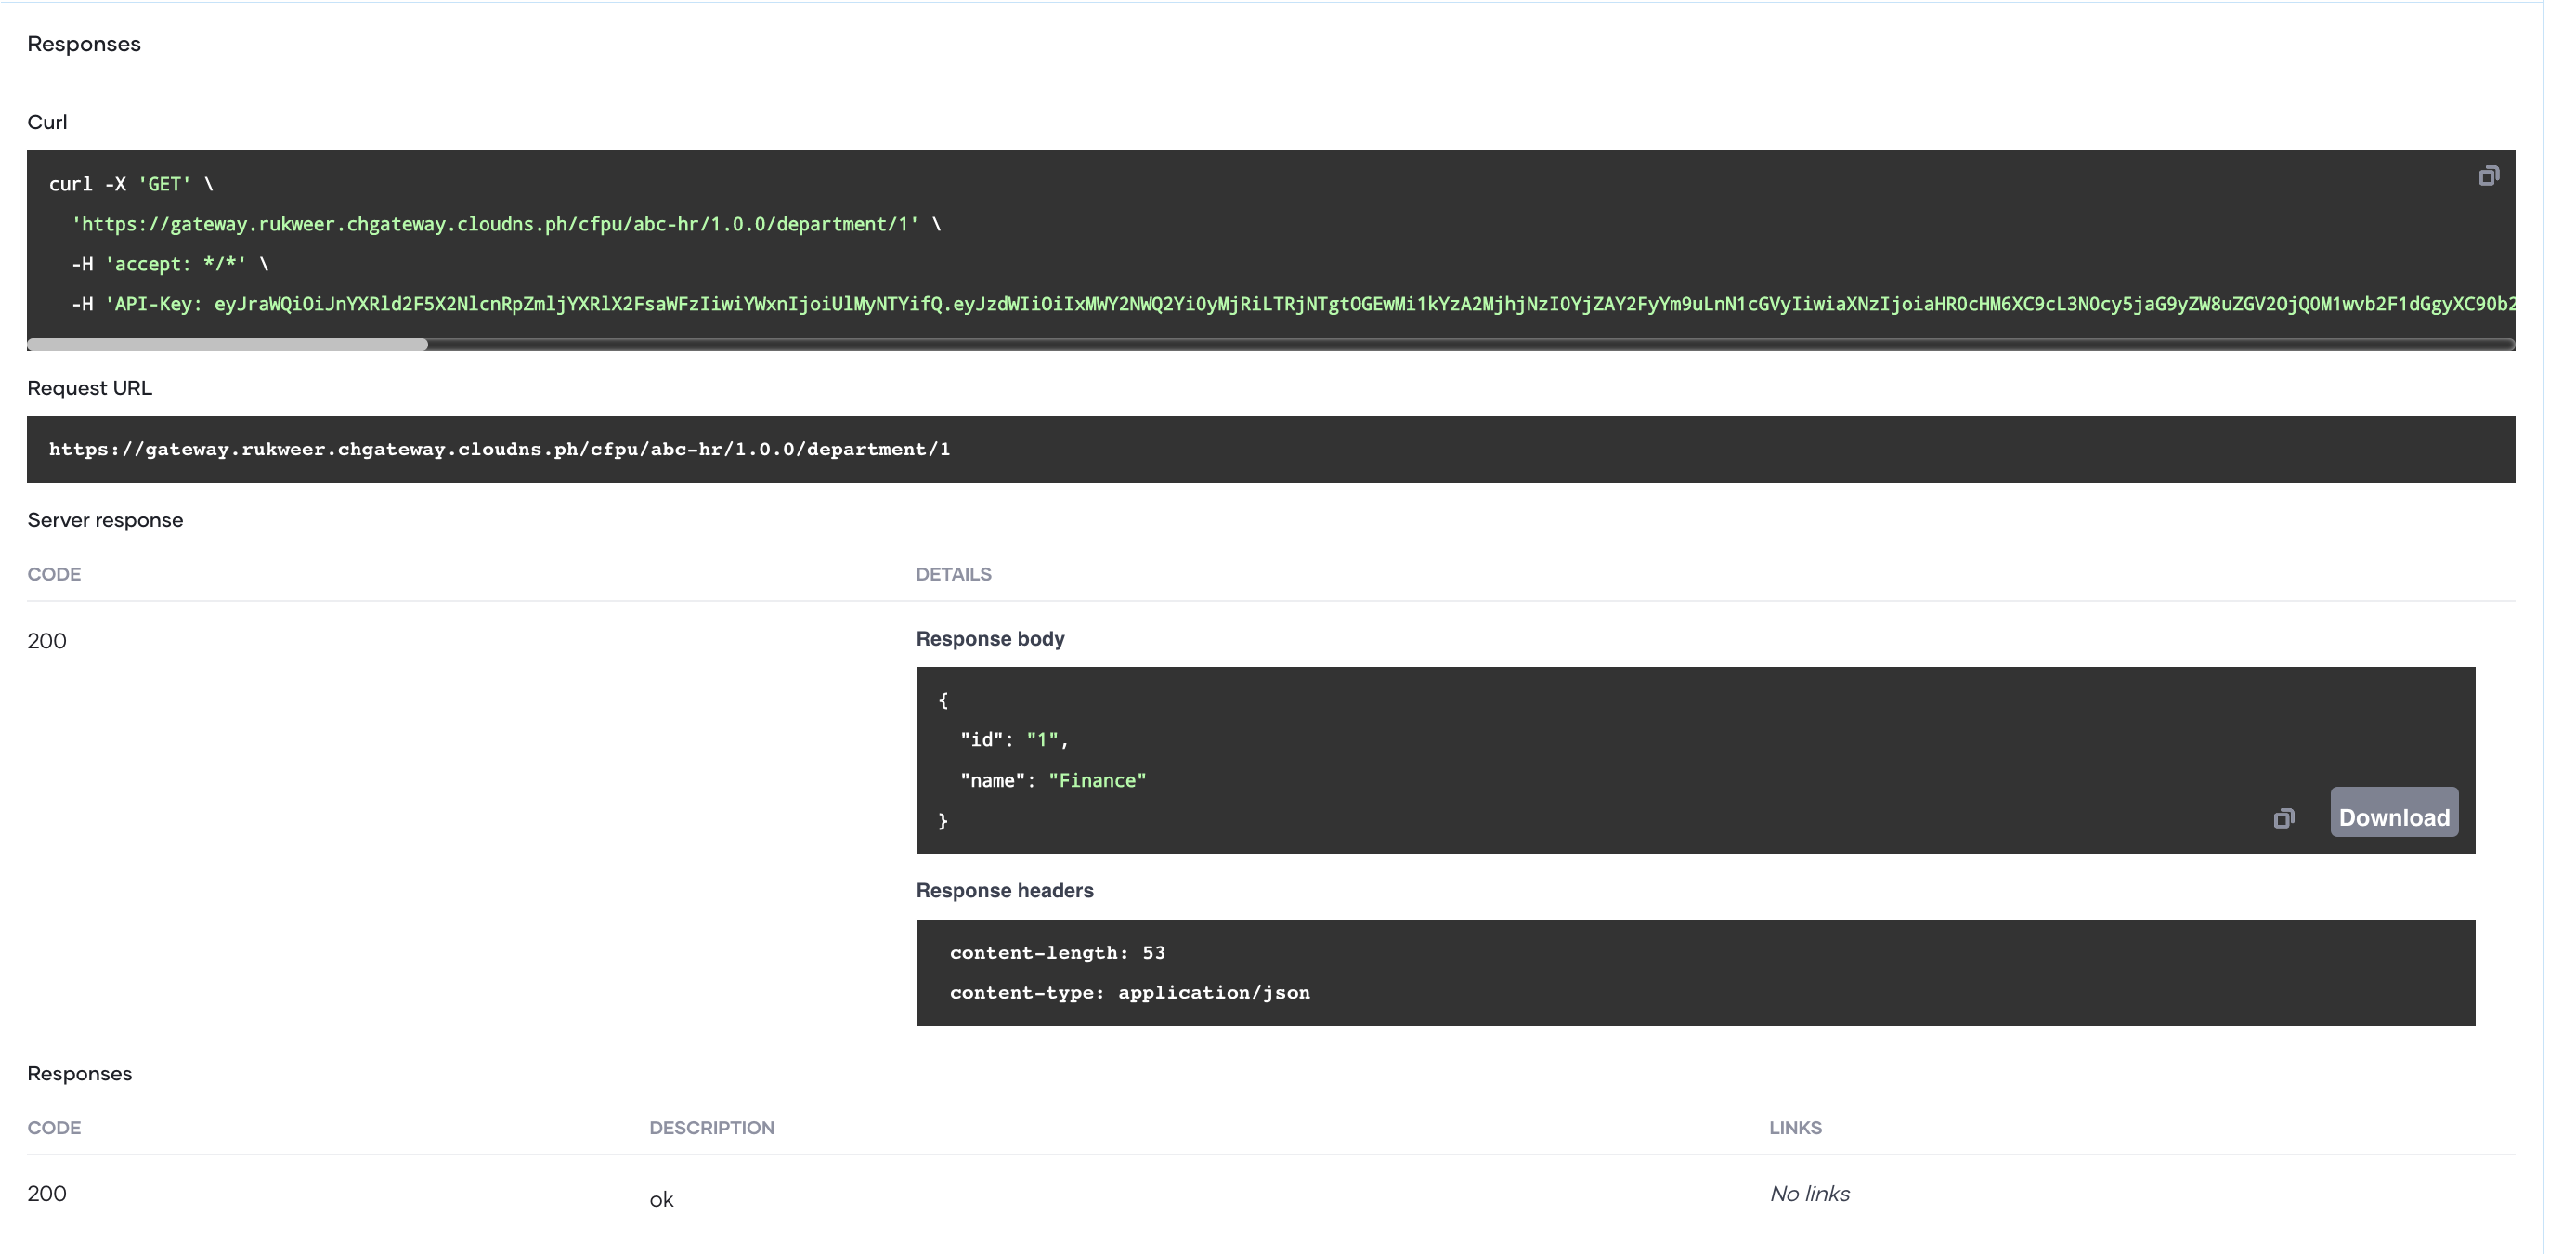 Responses
Curl
curl -X 'GET' \
'https://gateway.rukweer.chgateway.cloudns.ph/cfpu/abc-hr/1.0.0/department/1' \
-H 'accept: */*' \
-H 'API-Key: eyJraWQiOiJnYXRld2F5X2NlcnRpZmljYXRlX2FsaWFzIiwiYWxnIjoiUlMyNTYifQ.eyJzdWIiOiIxMWY2NWQ2Yi0yMjRiLTRjNTgtOGEwMi1kYzA2MjhjNzI0YjZAY2FyYm9uLnN1cGVyIiwiaXNzIjoiaHR0cHM6XC9cL3N0cy5jaG9yZW8uZGV2OjQ0M1wvb2F1dGgyXC90b2
Request URL
https://gateway.rukweer.chgateway.cloudns.ph/cfpu/abc-hr/1.0.0/department/1
Server response
CODE DETAILS
200
Response body
{
"id": "1",
"name": "Finance"
}
Download
Response headers
content-length: 53
content-type: application/json
Responses
CODE DESCRIPTION LINKS
200 ok No links